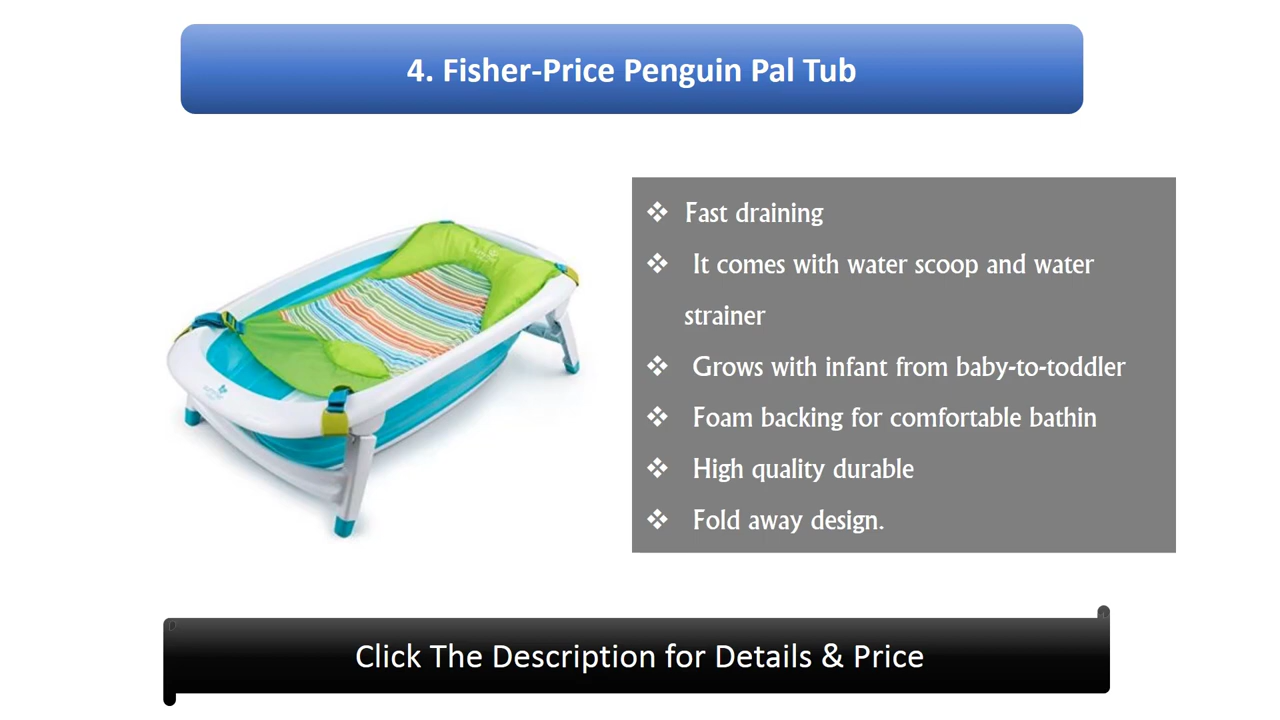 4. Fisher-Price Penguin Pal Tub
❖ Fast draining
❖ It comes with water scoop and water
strainer
❖ Grows with infant from baby-to-toddler
❖ Foam backing for comfortable bathin
❖ High quality durable
❖ Fold away design.
Click The Description for Details & Price